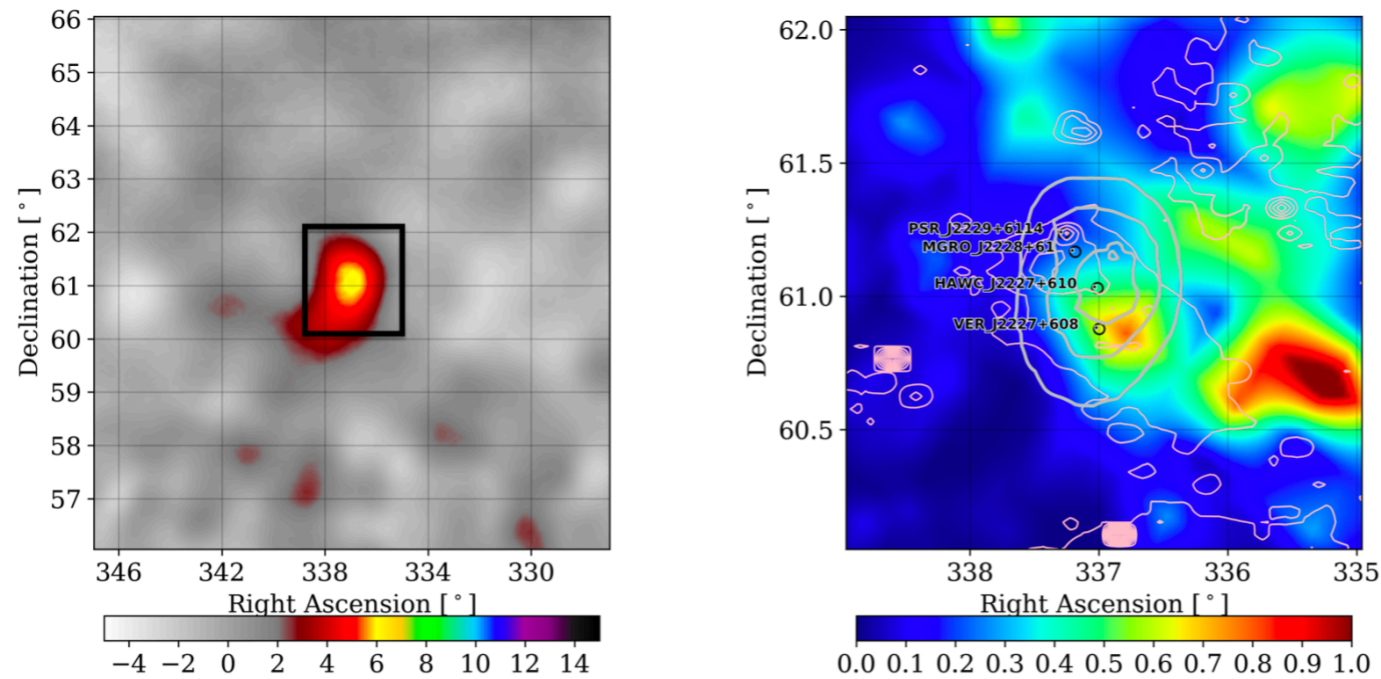 66
65
64
63
62
61
60
59
58
57
Declination [ ° ]
346 342 338 334 330
Right Ascension [ ° ]
−4 −2 0 2 4 6 8 10 12 14
62.0
61.5
61.0
60.5
Declination [ ° ]
PSR J2229+6114
MGRO J2228+61
HAWC J2227+610
VER J2227+608
338 337 336 335
Right Ascension [ ° ]
0.0 0.1 0.2 0.3 0.4 0.5 0.6 0.7 0.8 0.9 1.0